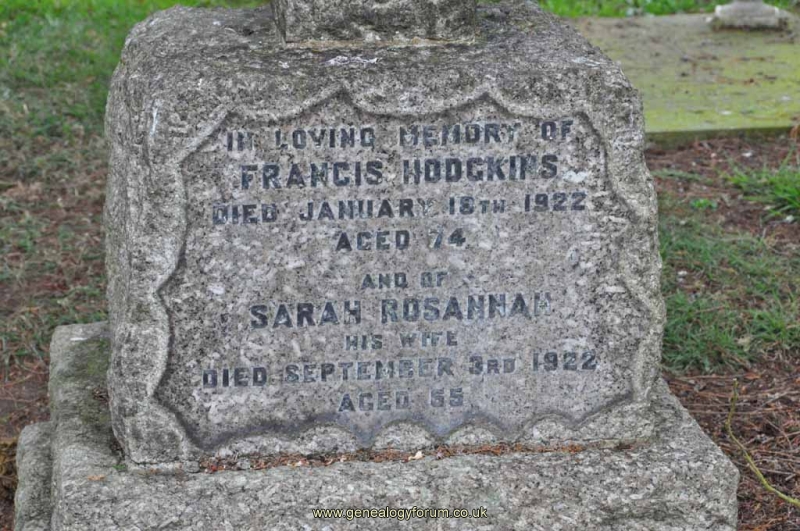 IN LOVING MEMORY OF
FRANCIS HODGKINS
DIED JANUARY 18TH 1922
AGED 74
AND OF
SARAH ROSANNAH
HIS WIFE
DIED SEPTEMBER 3RD 1922
AGED 55
www.genealogyforum.co.uk